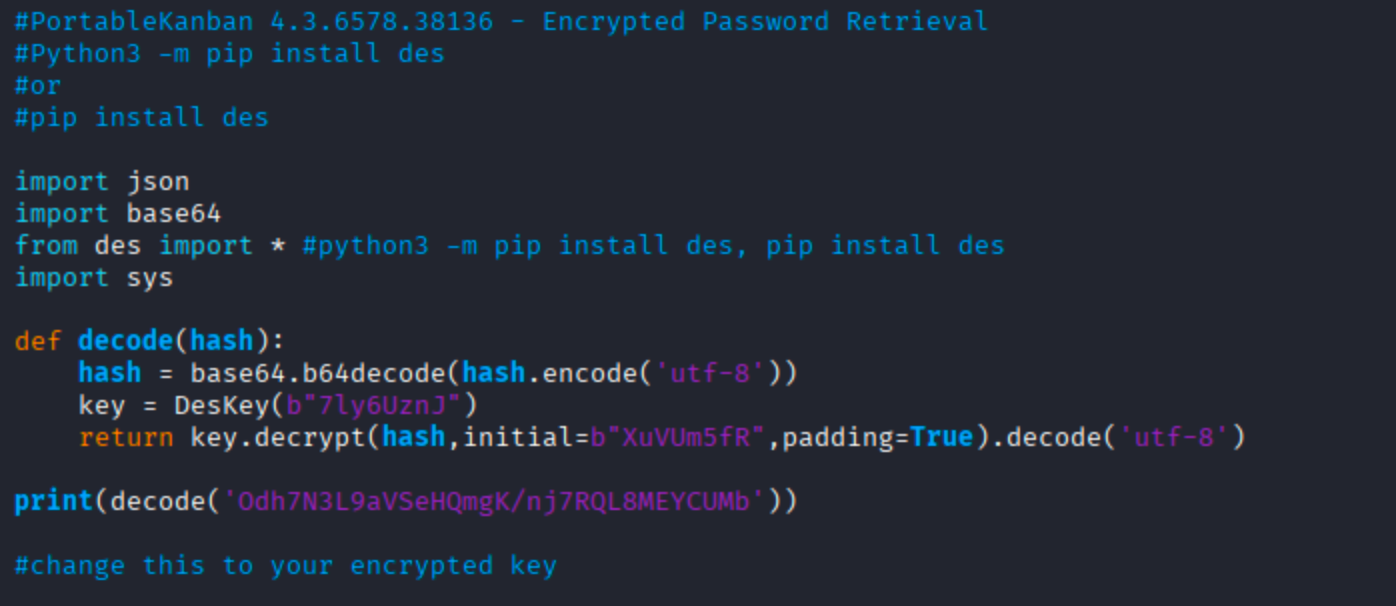 #PortableKanban 4.3.6578.38136 - Encrypted Password Retrieval
#Python3 -m pip install des
#or
#pip install des
import json
import base64
from des import * #python3 -m pip install des, pip install des
import sys
def decode(hash):
hash = base64.b64decode(hash.encode('utf-8'))
key = DesKey(b"7ly6UznJ")
return key.decrypt(hash,initial=b"XuVUm5fR",padding=True).decode('utf-8')
print(decode('Odh7N3L9aVSeHQmgK/nj7RQL8MEYCUMb'))
#change this to your encrypted key